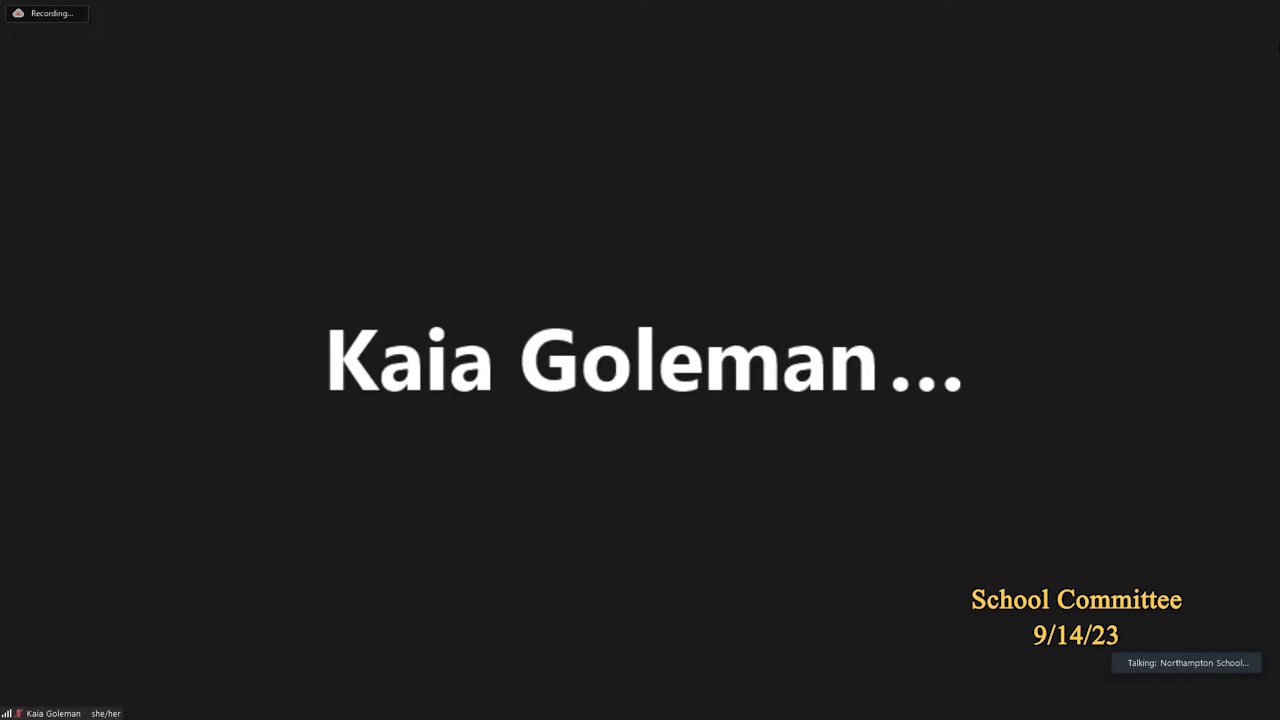 Recording...
Kaia Goleman...
School Committee
9/14/23
Talking: Northampton School...
Kaia Goleman she/her